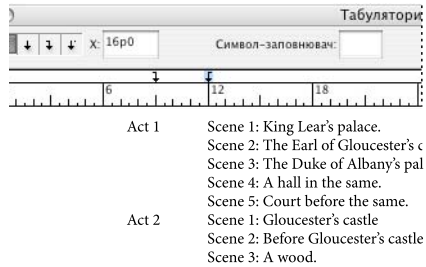 Табулятори
X: 16p0 Символ-заповнювач:
6 12 18
Act 1 Scene 1: King Lear's palace.
Scene 2: The Earl of Gloucester's c
Scene 3: The Duke of Albany's pal
Scene 4: A hall in the same.
Scene 5: Court before the same.
Act 2 Scene 1: Gloucester's castle
Scene 2: Before Gloucester's castle
Scene 3: A wood.